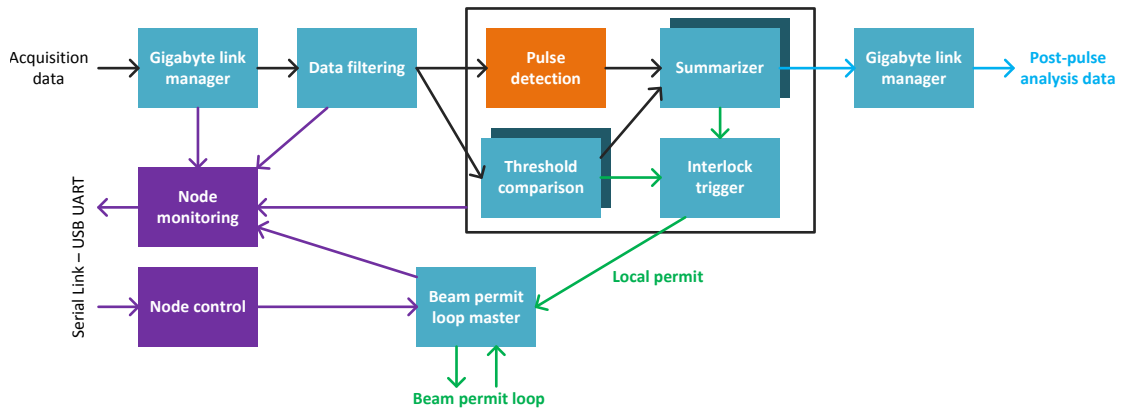 Acquisition
data
Gigabyte link
manager
Data filtering
Pulse
detection
Summarizer
Gigabyte link
manager
Post-pulse
analysis data
Threshold
comparison
Interlock
trigger
Node
monitoring
Serial Link – USB UART
Node control
Beam permit
loop master
Local permit
Beam permit loop